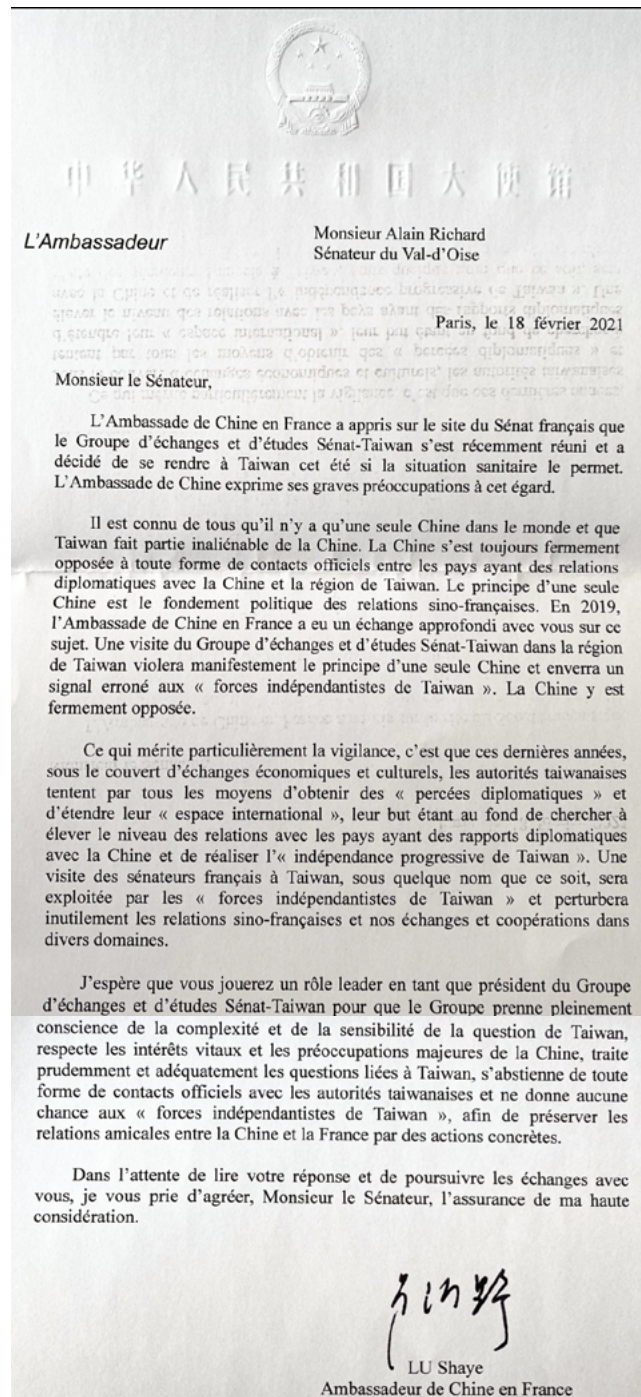 中华人民共和国大使馆
L'Ambassadeur
Monsieur Alain Richard
Sénateur du Val-d'Oise
Paris, le 18 février 2021
Monsieur le Sénateur,
L'Ambassade de Chine en France a appris sur le site du Sénat français que
le Groupe d'échanges et d'études Sénat-Taiwan s'est récemment réuni et a
décidé de se rendre à Taiwan cet été si la situation sanitaire le permet.
L'Ambassade de Chine exprime ses graves préoccupations à cet égard.
Il est connu de tous qu'il n'y a qu'une seule Chine dans le monde et que
Taiwan fait partie inaliénable de la Chine. La Chine s'est toujours fermement
opposée à toute forme de contacts officiels entre les pays ayant des relations
diplomatiques avec la Chine et la région de Taiwan. Le principe d'une seule
Chine est le fondement politique des relations sino-françaises. En 2019,
l'Ambassade de Chine en France a eu un échange approfondi avec vous sur ce
sujet. Une visite du Groupe d'échanges et d'études Sénat-Taiwan dans la région
de Taiwan violera manifestement le principe d'une seule Chine et enverra un
signal erroné aux « forces indépendantistes de Taiwan ». La Chine y est
fermement opposée.
Ce qui mérite particulièrement la vigilance, c'est que ces dernières années,
sous le couvert d'échanges économiques et culturels, les autorités taiwanaises
tentent par tous les moyens d'obtenir des « percées diplomatiques » et
d'étendre leur « espace international », leur but étant au fond de chercher à
élever le niveau des relations avec les pays ayant des rapports diplomatiques
avec la Chine et de réaliser l'« indépendance progressive de Taiwan ». Une
visite des sénateurs français à Taiwan, sous quelque nom que ce soit, sera
exploitée par les « forces indépendantistes de Taiwan » et perturbera
inutilement les relations sino-françaises et nos échanges et coopérations dans
divers domaines.
J'espère que vous jouerez un rôle leader en tant que président du Groupe
d'échanges et d'études Sénat-Taiwan pour que le Groupe prenne pleinement
conscience de la complexité et de la sensibilité de la question de Taiwan,
respecte les intérêts vitaux et les préoccupations majeures de la Chine, traite
prudemment et adéquatement les questions liées à Taiwan, s'abstienne de toute
forme de contacts officiels avec les autorités taiwanaises et ne donne aucune
chance aux « forces indépendantistes de Taiwan », afin de préserver les
relations amicales entre la Chine et la France par des actions concrètes.
Dans l'attente de lire votre réponse et de poursuivre les échanges avec
vous, je vous prie d'agréer, Monsieur le Sénateur, l'assurance de ma haute
considération.
LU Shaye
Ambassadeur de Chine en France